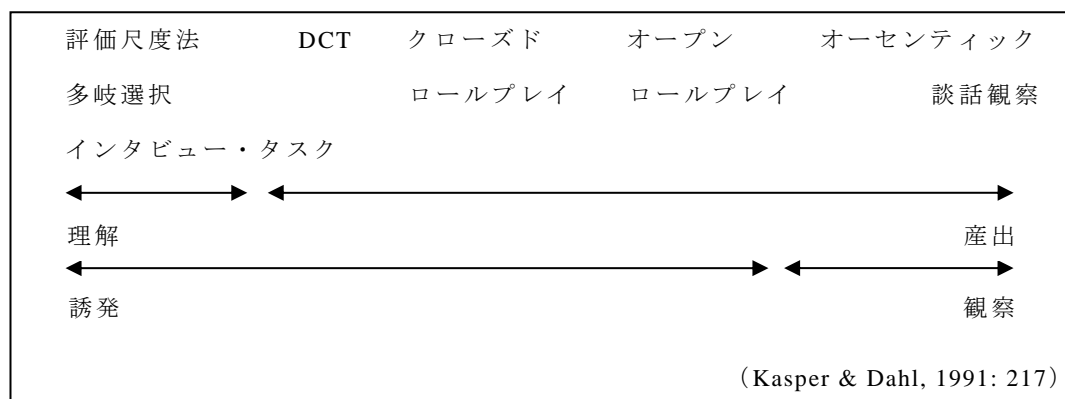 評価尺度法 DCT クローズド オープン オーセンティック
多岐選択 ロールプレイ ロールプレイ 談話観察
インタビュー・タスク
理解 産出
誘発 観察
（Kasper & Dahl, 1991: 217）